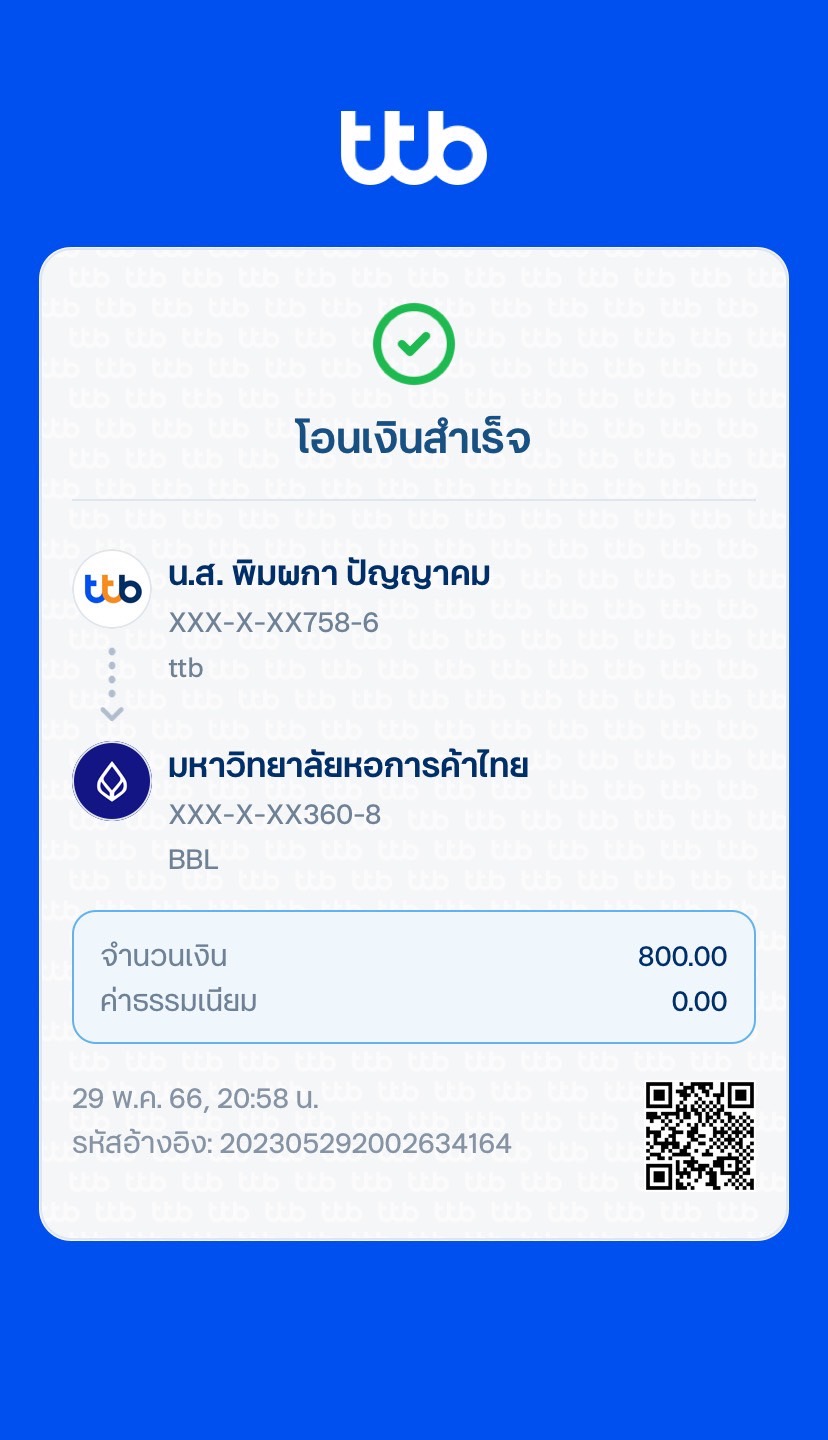 ttb
โอนเงินสำเร็จ
ttb
น.ส. พิมผกา ปัญญาคม
XXX-X-XX758-6
ttb
มหาวิทยาลัยหอการค้าไทย
XXX-X-XX360-8
BBL
จำนวนเงิน 800.00
ค่าธรรมเนียม 0.00
29 พ.ค. 66, 20:58 น.
รหัสอ้างอิง: 202305292002634164